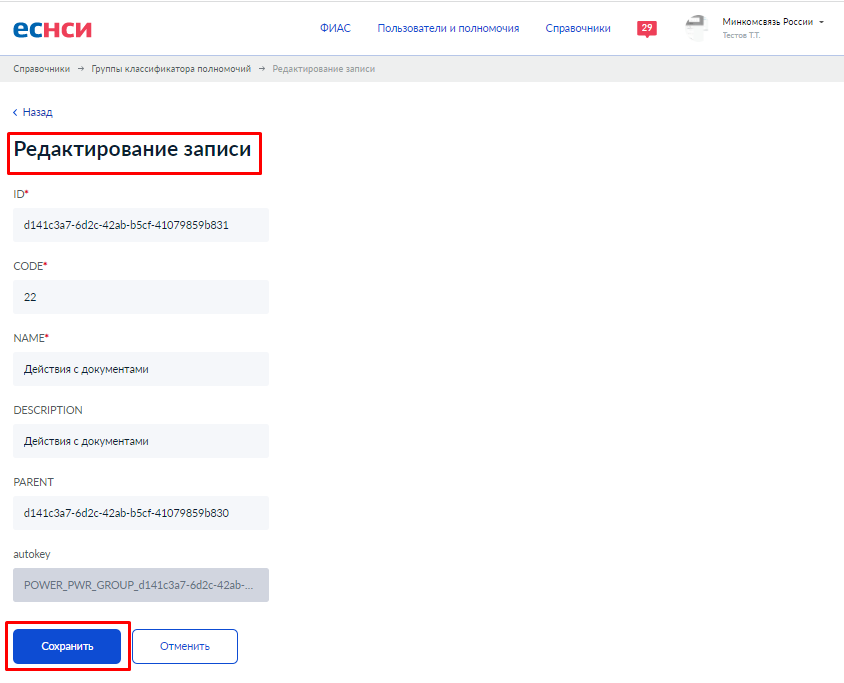 еснси
ФИАС Пользователи и полномочия Справочники 29 Минкомсвязь России
Тестов Т.Т.
Справочники → Группы классификатора полномочий → Редактирование записи
‹ Назад
Редактирование записи
ID*
d141c3a7-6d2c-42ab-b5cf-41079859b831
CODE*
22
NAME*
Действия с документами
DESCRIPTION
Действия с документами
PARENT
d141c3a7-6d2c-42ab-b5cf-41079859b830
autokey
POWER_PWR_GROUP_d141c3a7-6d2c-42ab-...
Сохранить Отменить